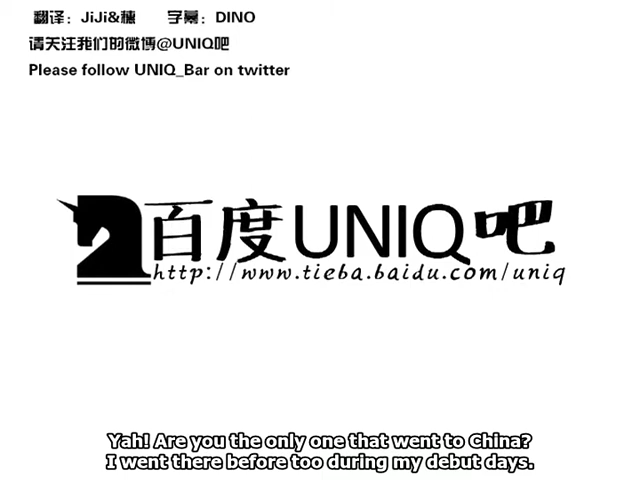 翻译：JiJi&穗 字幕：DINO
请关注我们的微博@UNIQ吧
Please follow UNIQ_Bar on twitter
百度UNIQ吧
http://www.tieba.baidu.com/uniq
Yah! Are you the only one that went to China?
I went there before too during my debut days.